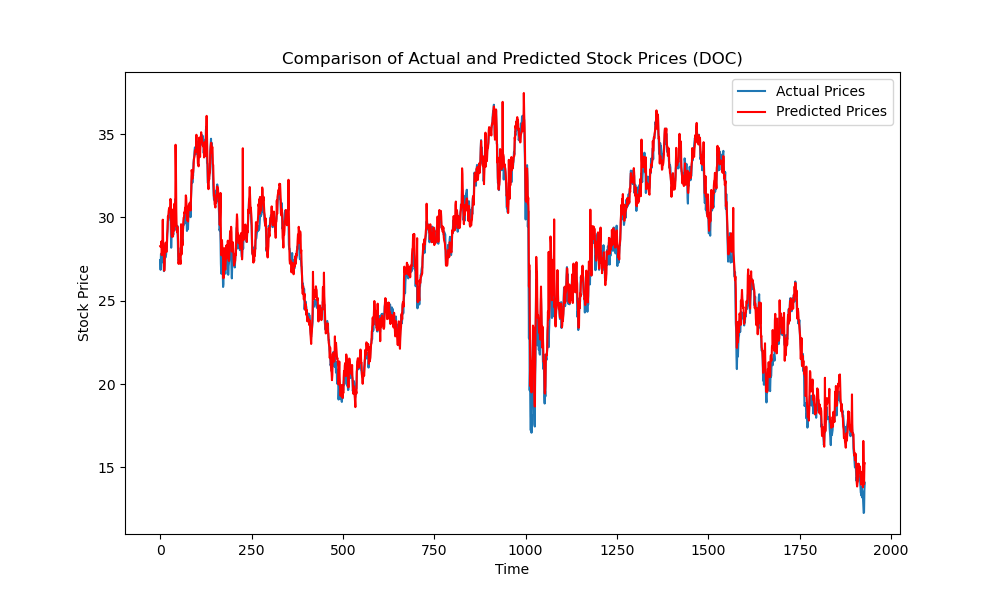 Comparison of Actual and Predicted Stock Prices (DOC)
Actual Prices
Predicted Prices
35
30
25
20
15
Stock Price
0 250 500 750 1000 1250 1500 1750 2000
Time